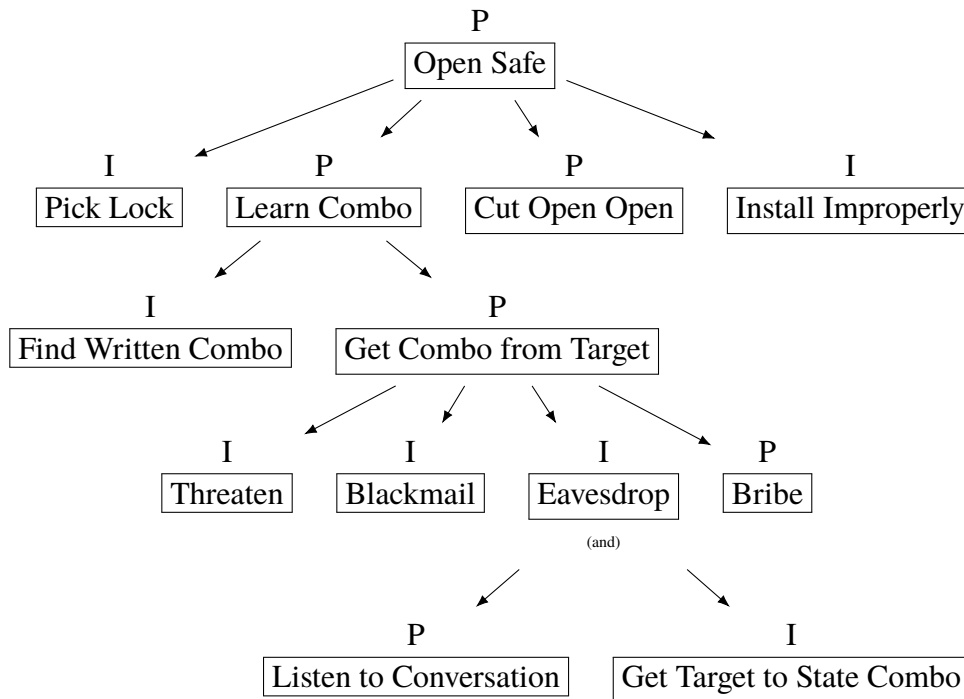 P
Open Safe
I P P I
Pick Lock Learn Combo Cut Open Open Install Improperly
I P
Find Written Combo Get Combo from Target
I I I P
Threaten Blackmail Eavesdrop Bribe
(and)
P I
Listen to Conversation Get Target to State Combo